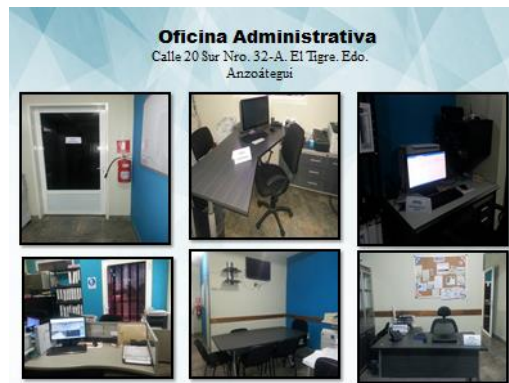 Oficina Administrativa
Calle 20 Sur Nro. 32-A. El Tigre. Edo.
Anzoátegui